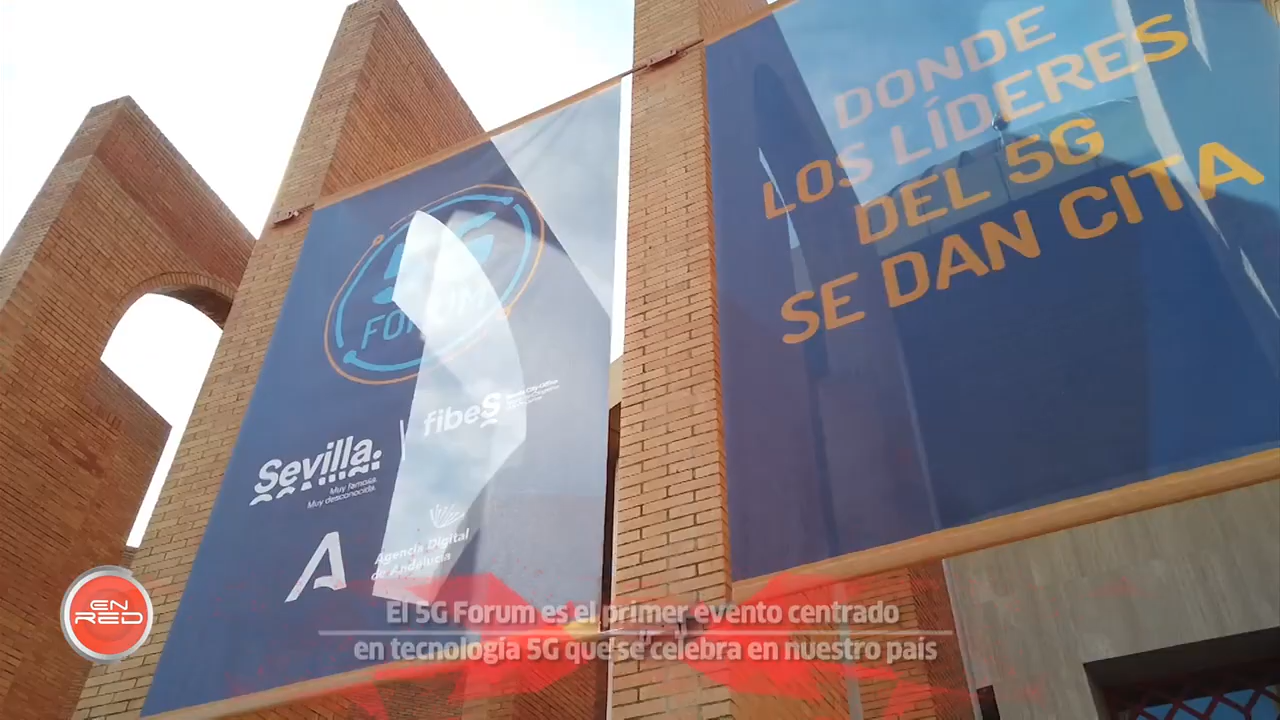 DONDE
LOS LÍDERES
DEL 5G
SE DAN CITA
5G
FORUM
fibeS
Sevilla.
Muy famosa.
Muy desconocida.
A
Agencia Digital
de Andalucía
EN
RED
El 5G Forum es el primer evento centrado
en tecnología 5G que se celebra en nuestro país